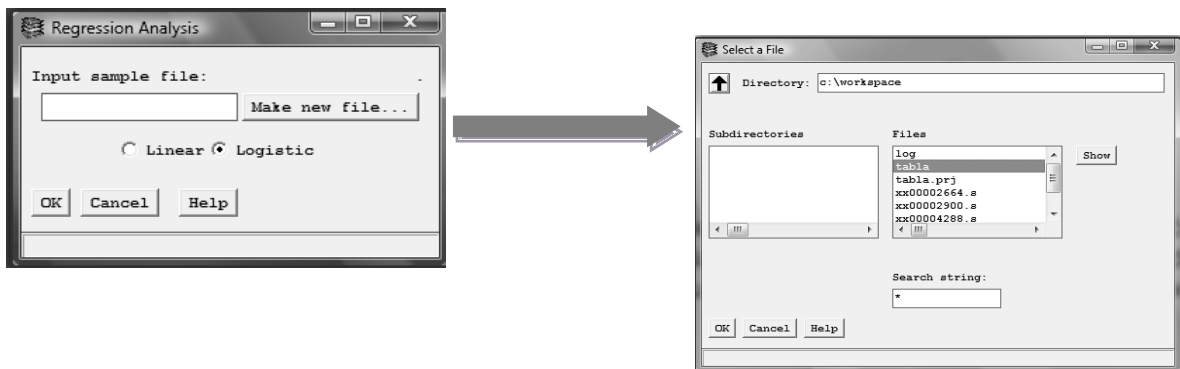 Regression Analysis
Input sample file: .
Make new file...
Linear Logistic
OK Cancel Help
Select a File
Directory: c:\workspace
Subdirectories Files
log
tabla
tabla.prj
xx00002664.s
xx00002900.s
xx00004288.s
Show
Search string:
*
OK Cancel Help